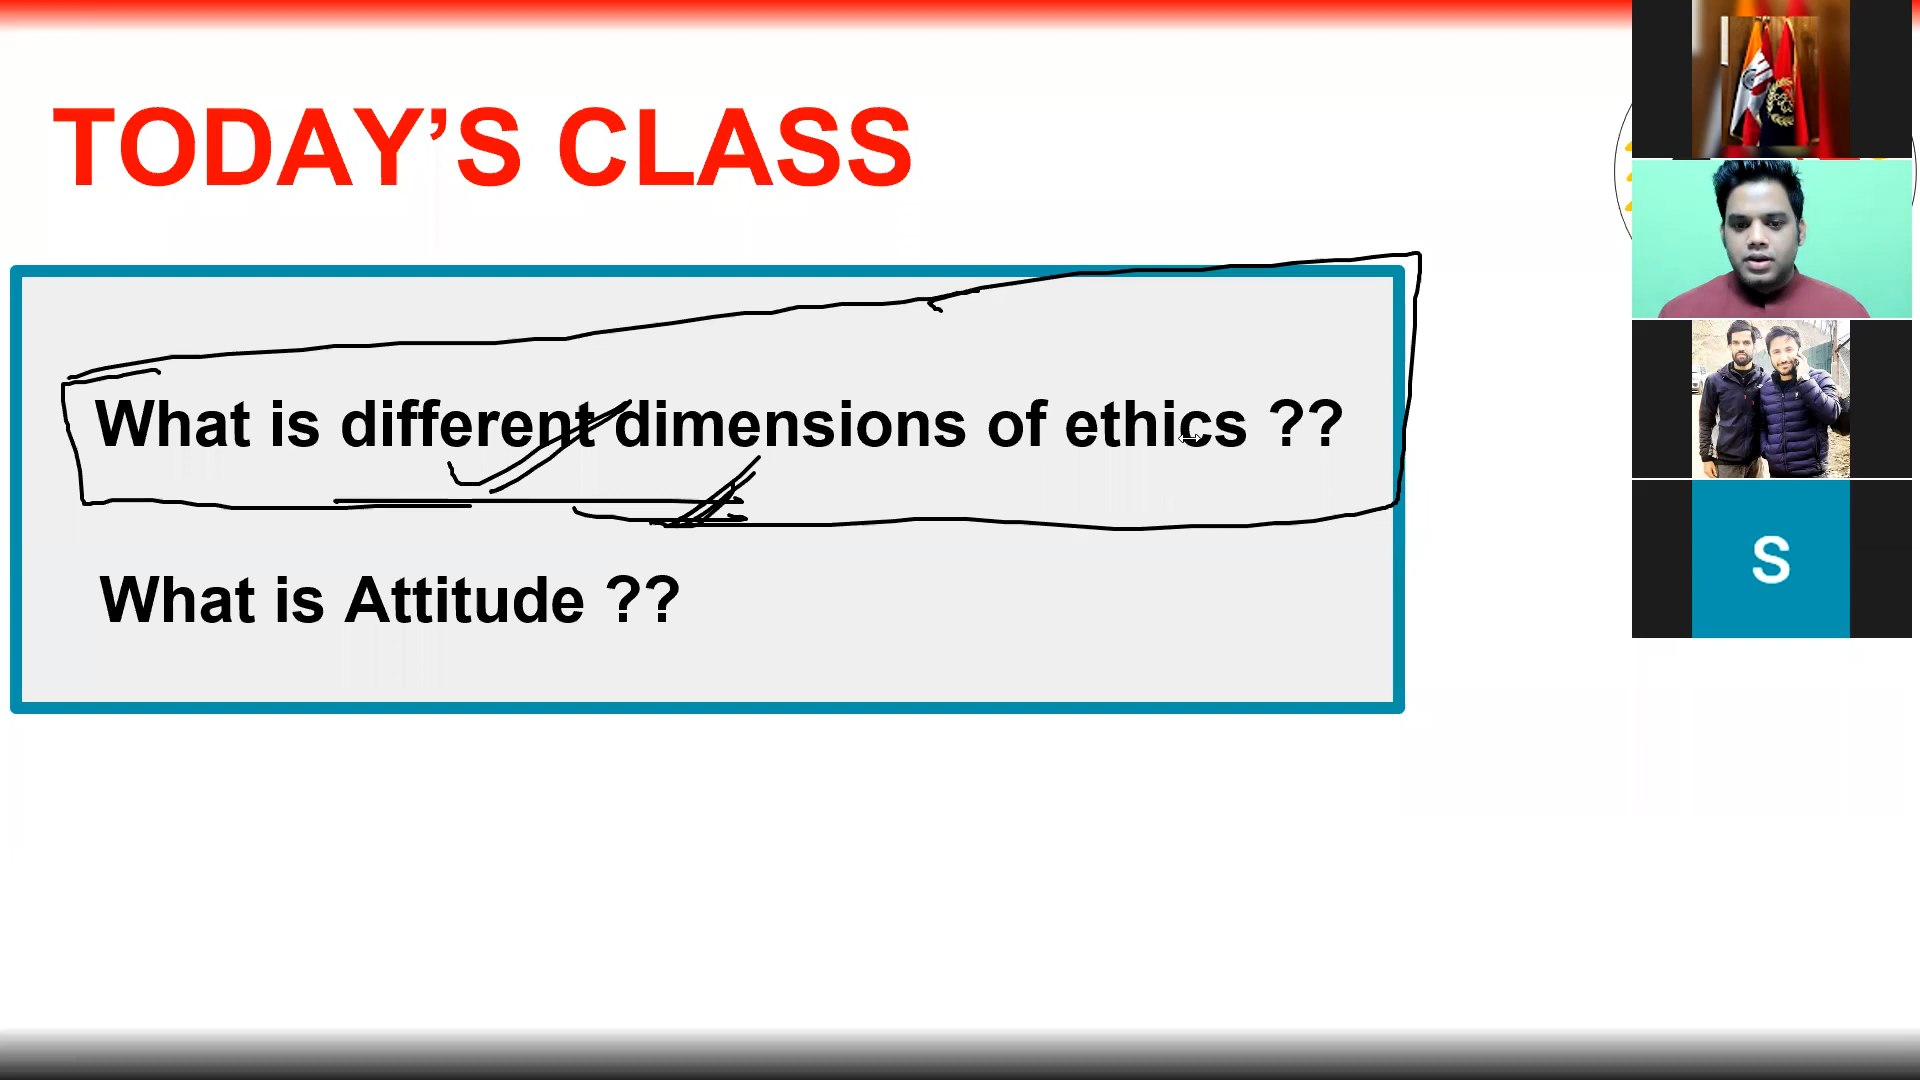 TODAY’S CLASS
What is different dimensions of ethics ??
What is Attitude ??
S